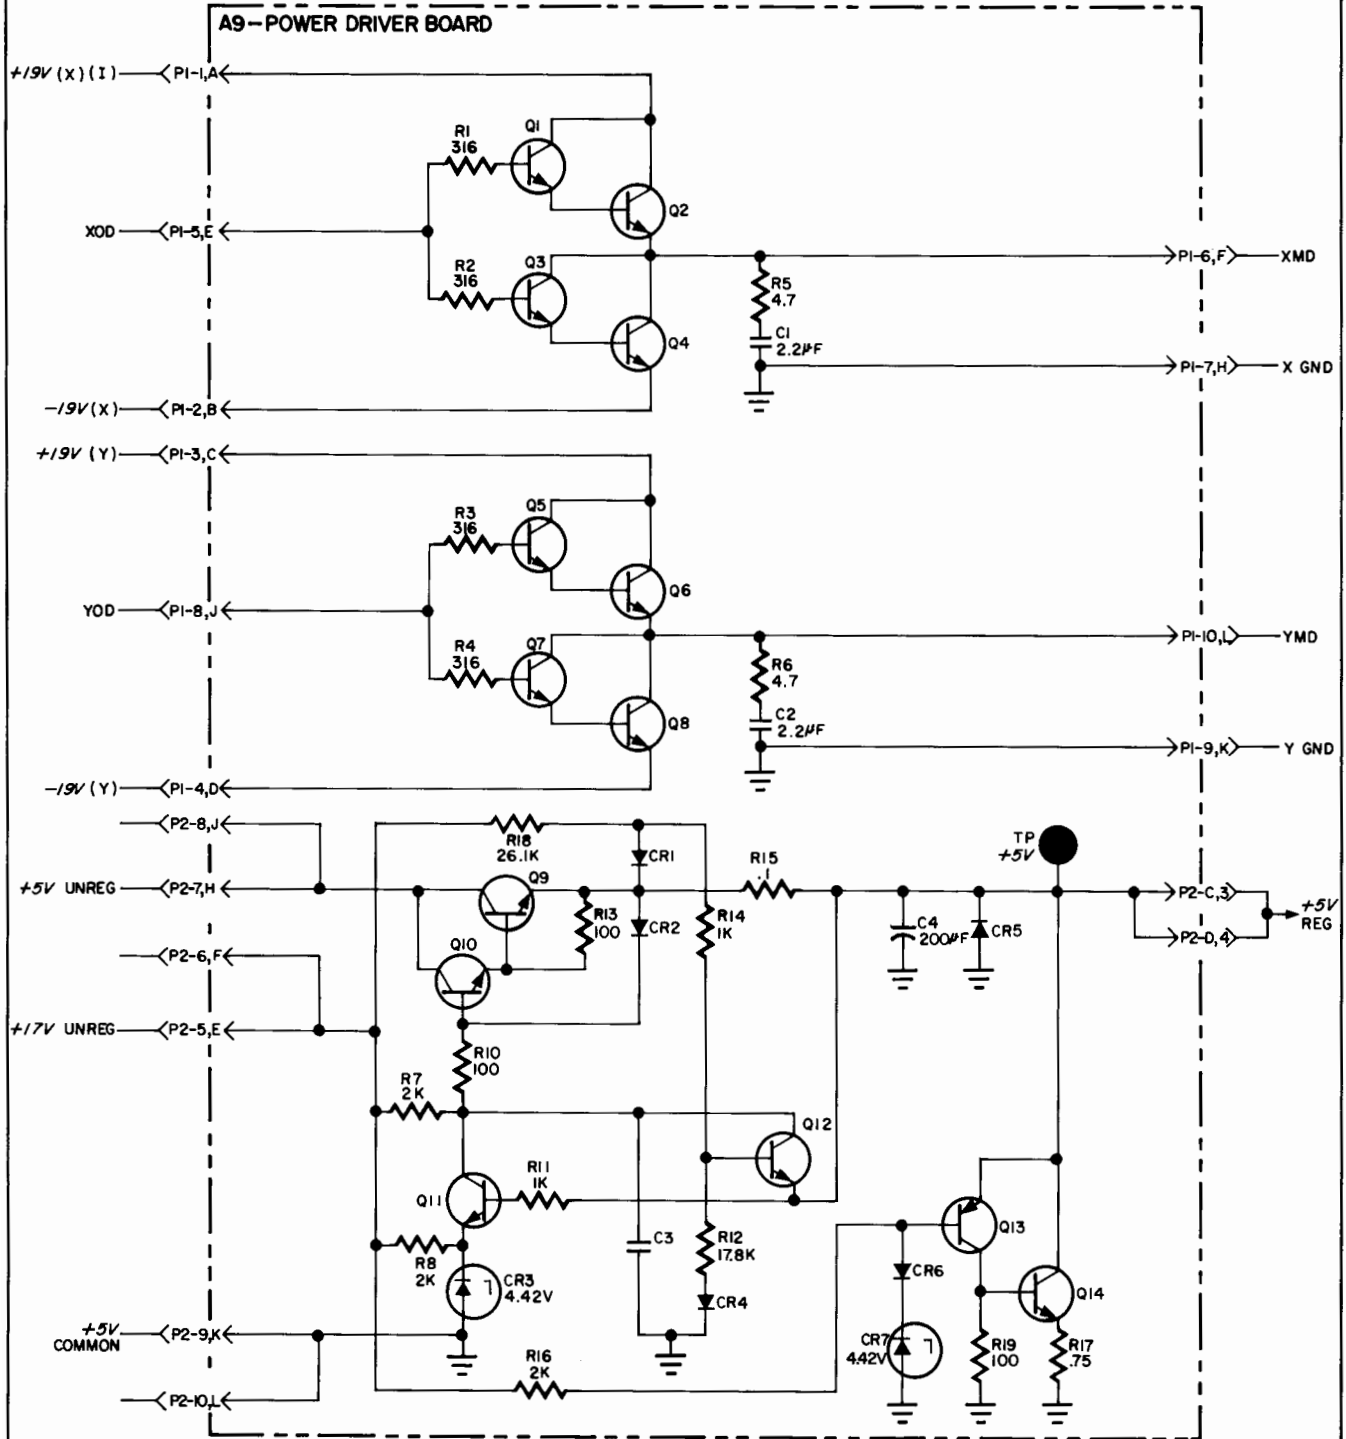 A9-POWER DRIVER BOARD
+19V (X)(I)
P1-1,A
Q1
R1
316
Q2
XOD
P1-5,E
R2
316
Q3
P1-6,F
XMD
R5
4.7
Q4
C1
2.2µF
P1-7,H
X GND
-19V(X)
P1-2,B
+19V (Y)
P1-3,C
Q5
R3
316
Q6
YOD
P1-8,J
R4
316
Q7
P1-10,L
YMD
R6
4.7
Q8
C2
2.2µF
P1-9,K
Y GND
-19V (Y)
P1-4,D
P2-8,J
R18
26.1K
CR1
TP
+5V
R15
.1
+5V UNREG
P2-7,H
Q9
R13
100
CR2
R14
1K
C4
200µF
CR5
P2-C,3
+5V
REG
P2-D,4
Q10
P2-6,F
+17V UNREG
P2-5,E
R10
100
R7
2K
Q12
R11
1K
Q11
Q13
R8
2K
C3
R12
17.8K
CR3
4.42V
CR4
CR6
Q14
+5V
COMMON
P2-9,K
CR7
4.42V
R19
100
R17
.75
R16
2K
P2-10,L